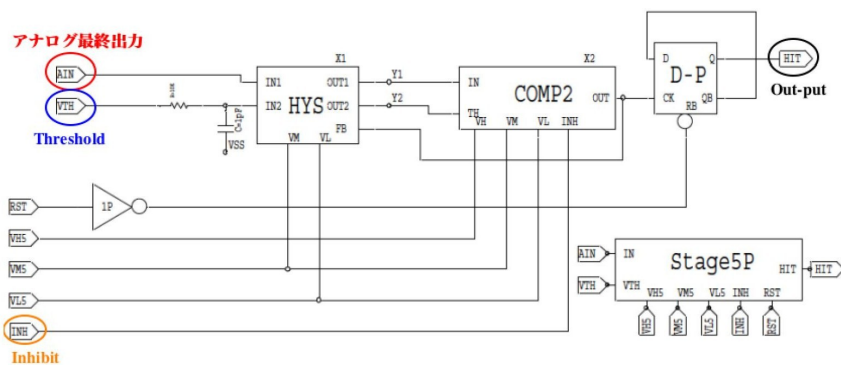 アナログ最終出力
AIN
VTH
Threshold
C=1pF
VSS
X1
IN1
IN2
HYS
OUT1
OUT2
FB
VM
VL
Y1
Y2
X2
IN
TH
COMP2
OUT
VH
VM
VL
INH
D
Q
D-P
CK
QB
RB
HIT
Out-put
RST
1P
VH5
VM5
VL5
INH
Inhibit
AIN
VTH
IN
VTH
Stage5P
HIT
HIT
VH5
VM5
VL5
INH
RST
VH5
VM5
VL5
INH
RST